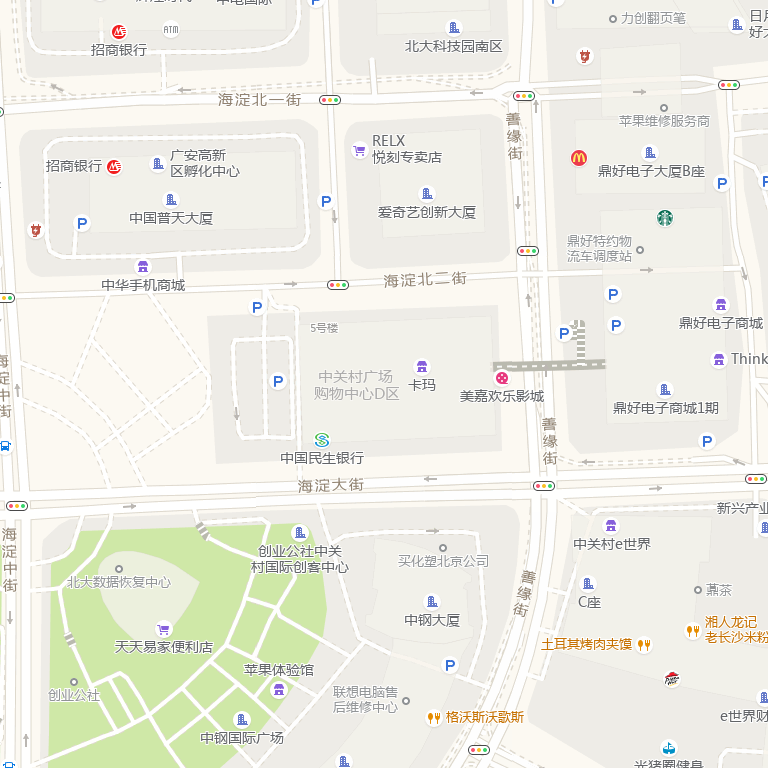 中电国际
招商银行
ATM
北大科技园南区
力创翻页笔
海淀北一街
善缘街
苹果维修服务商
RELX
悦刻专卖店
招商银行
广安高新
区孵化中心
鼎好电子大厦B座
中国普天大厦
爱奇艺创新大厦
鼎好特约物
流车调度站
中华手机商城
海淀北二街
P
5号楼
鼎好电子商城
Think
中关村广场
购物中心D区
卡玛
美嘉欢乐影城
鼎好电子商城1期
海淀中街
善缘街
中国民生银行
海淀大街
新兴产业
海淀中街
创业公社中关
村国际创客中心
买化塑北京公司
中关村e世界
北大数据恢复中心
善缘街
C座
薡茶
中钢大厦
天天易家便利店
湘人龙记
老长沙米粉
土耳其烤肉夹馍
苹果体验馆
创业公社
联想电脑售
后维修中心
格沃斯沃歌斯
e世界财
中钢国际广场
光猪圈健身